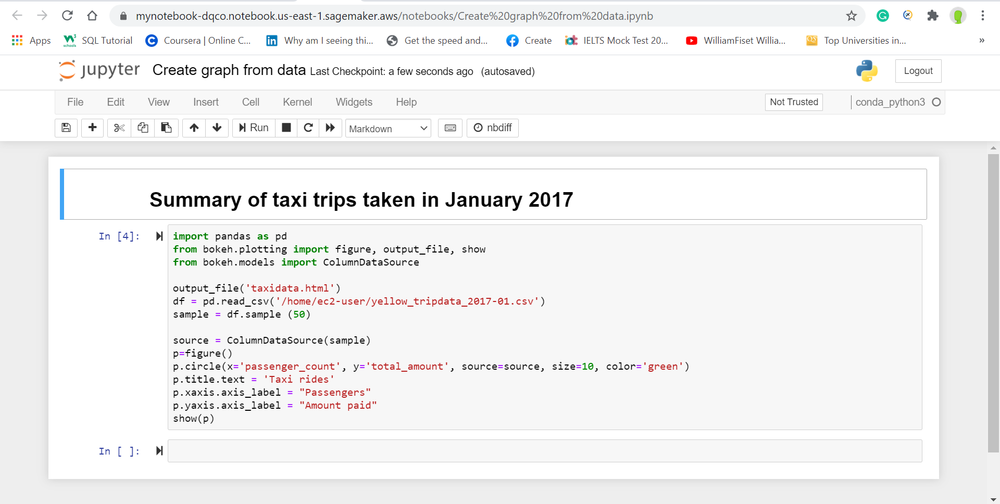 mynotebook-dqco.notebook.us-east-1.sagemaker.aws/notebooks/Create%20graph%20from%20data.ipynb
Apps w3 schools SQL Tutorial C Coursera | Online C... in Why am I seeing thi... Get the speed and... Create iot IELTS Mock Test 20... WilliamFiset Willia... QS Top Universities in... »
jupyter Create graph from data Last Checkpoint: a few seconds ago (autosaved) Logout
File Edit View Insert Cell Kernel Widgets Help Not Trusted conda_python3
Run Markdown nbdiff
Summary of taxi trips taken in January 2017
In [4]: import pandas as pd
from bokeh.plotting import figure, output_file, show
from bokeh.models import ColumnDataSource
output_file('taxidata.html')
df = pd.read_csv('/home/ec2-user/yellow_tripdata_2017-01.csv')
sample = df.sample (50)
source = ColumnDataSource(sample)
p=figure()
p.circle(x='passenger_count', y='total_amount', source=source, size=10, color='green')
p.title.text = 'Taxi rides'
p.xaxis.axis_label = "Passengers"
p.yaxis.axis_label = "Amount paid"
show(p)
In [ ]: